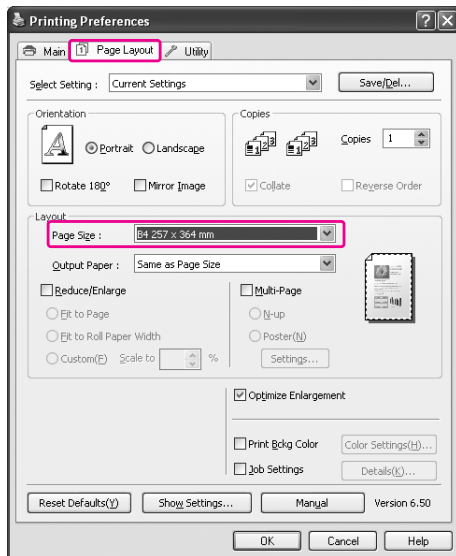 Printing Preferences
Main Page Layout Utility
Select Setting : Current Settings Save/Del...
Orientation
Portrait Landscape
Rotate 180° Mirror Image
Copies
Copies 1
Collate Reverse Order
Layout
Page Size : B4 257 x 364 mm
Output Paper : Same as Page Size
Reduce/Enlarge
Fit to Page
Fit to Roll Paper Width
Custom(E) Scale to %
Multi-Page
N-up
Poster(N)
Settings...
Optimize Enlargement
Print Bckg Color Color Settings(H)...
Job Settings Details(K)...
Reset Defaults(Y) Show Settings... Manual Version 6.50
OK Cancel Help